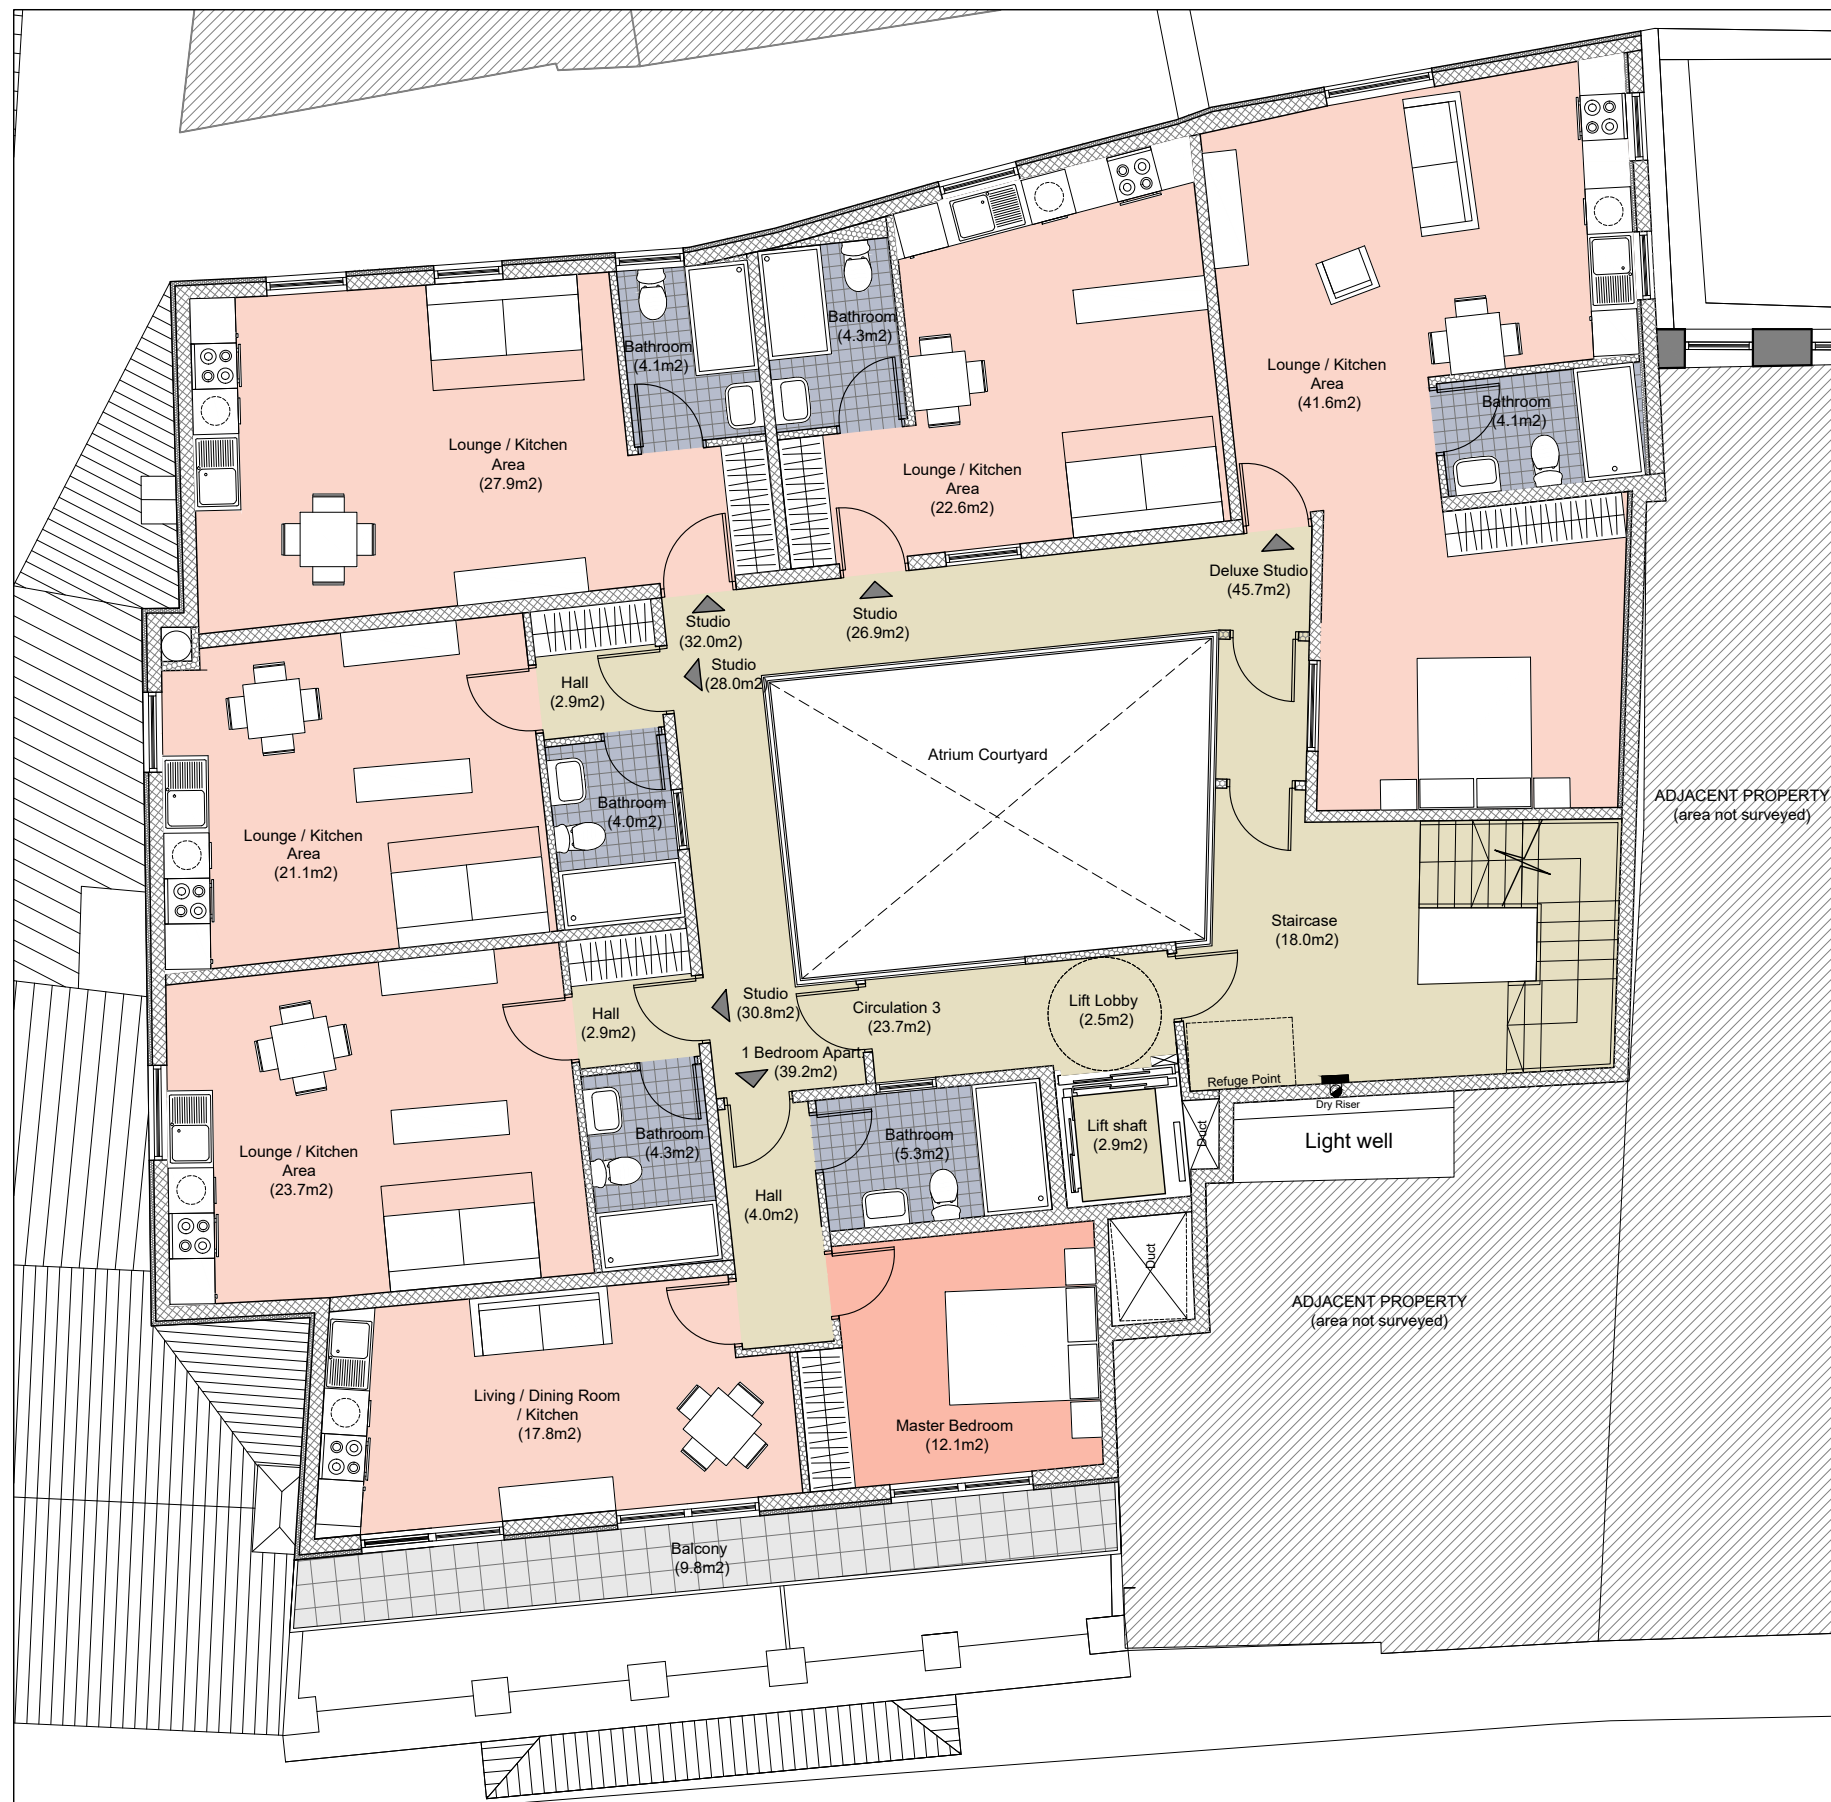 Bathroom
(4.1m2)
Bathroom
(4.3m2)
Lounge / Kitchen
Area
(41.6m2)
Bathroom
(4.1m2)
Lounge / Kitchen
Area
(27.9m2)
Lounge / Kitchen
Area
(22.6m2)
Deluxe Studio
(45.7m2)
Studio
(32.0m2)
Studio
(26.9m2)
Studio
(28.0m2
Hall
(2.9m2)
Atrium Courtyard
Bathroom
(4.0m2)
Lounge / Kitchen
Area
(21.1m2)
ADJACENT PROPERTY
(area not surveyed)
Staircase
(18.0m2)
Studio
(30.8m2)
Circulation 3
(23.7m2)
Lift Lobby
(2.5m2)
Hall
(2.9m2)
1 Bedroom Apart.
(39.2m2)
Refuge Point
Dry Riser
Lift shaft
(2.9m2)
Duct
Light well
Bathroom
(4.3m2)
Bathroom
(5.3m2)
Lounge / Kitchen
Area
(23.7m2)
Hall
(4.0m2)
Duct
ADJACENT PROPERTY
(area not surveyed)
Living / Dining Room
/ Kitchen
(17.8m2)
Master Bedroom
(12.1m2)
Balcony
(9.8m2)